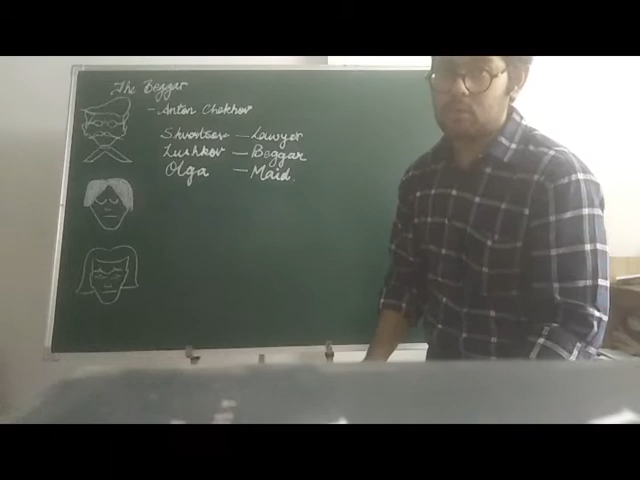 The Beggar
- Anton Chekhov
Skvortsov — Lawyer
Lushkov — Beggar
Olga — Maid.